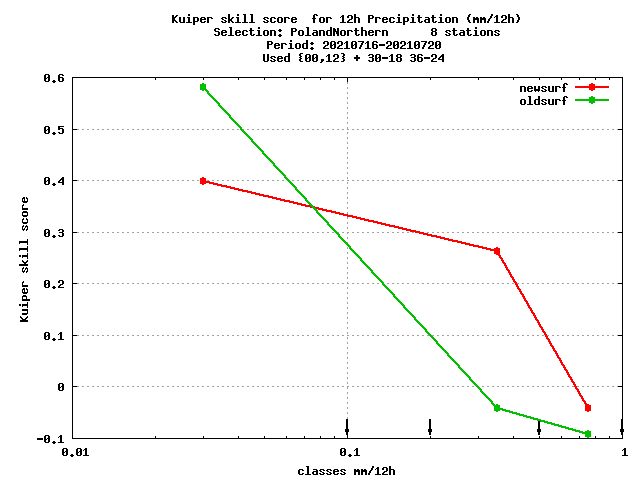 Kuiper skill score  for 12h Precipitation (mm/12h)
Selection: PolandNorthern      8 stations
Period: 20210716-20210720
Used {00,12} + 30-18 36-24
newsurf
oldsurf
0.6
0.5
0.4
0.3
0.2
0.1
0
-0.1
Kuiper skill score
0.01
0.1
1
classes mm/12h